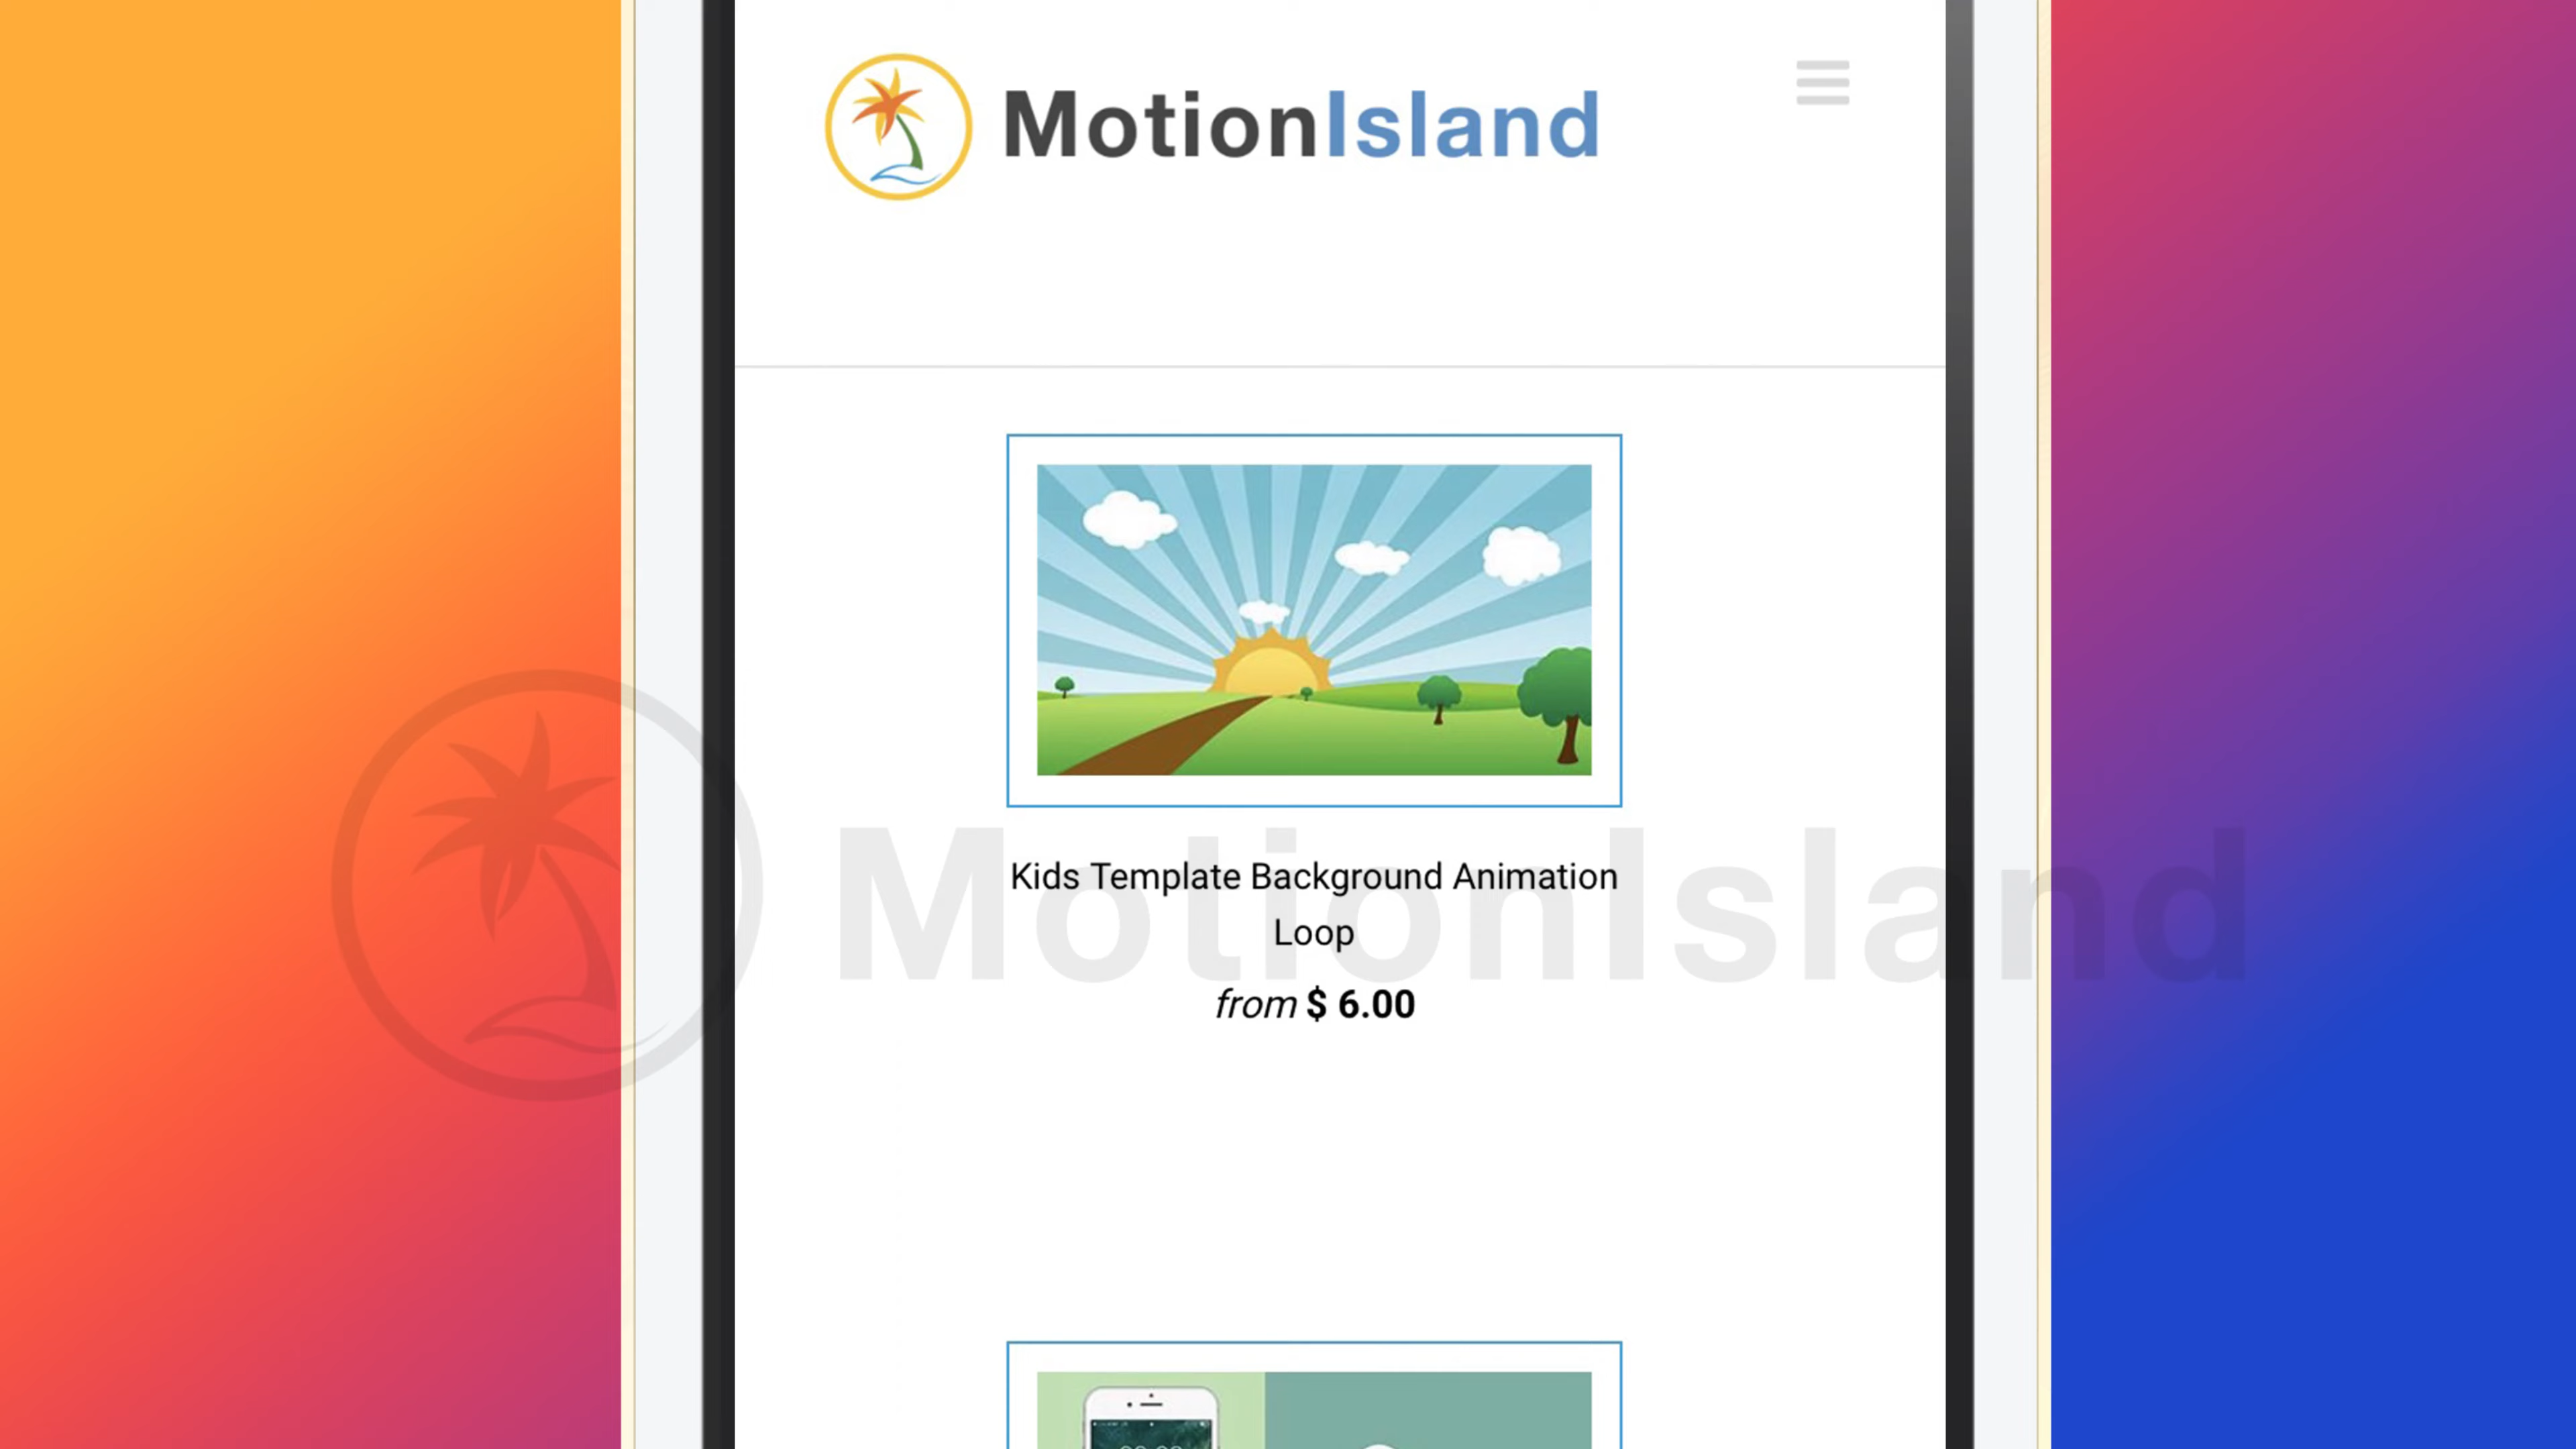 MotionIsland
Kids Template Background Animation
Loop
from $ 6.00
MotionIsland